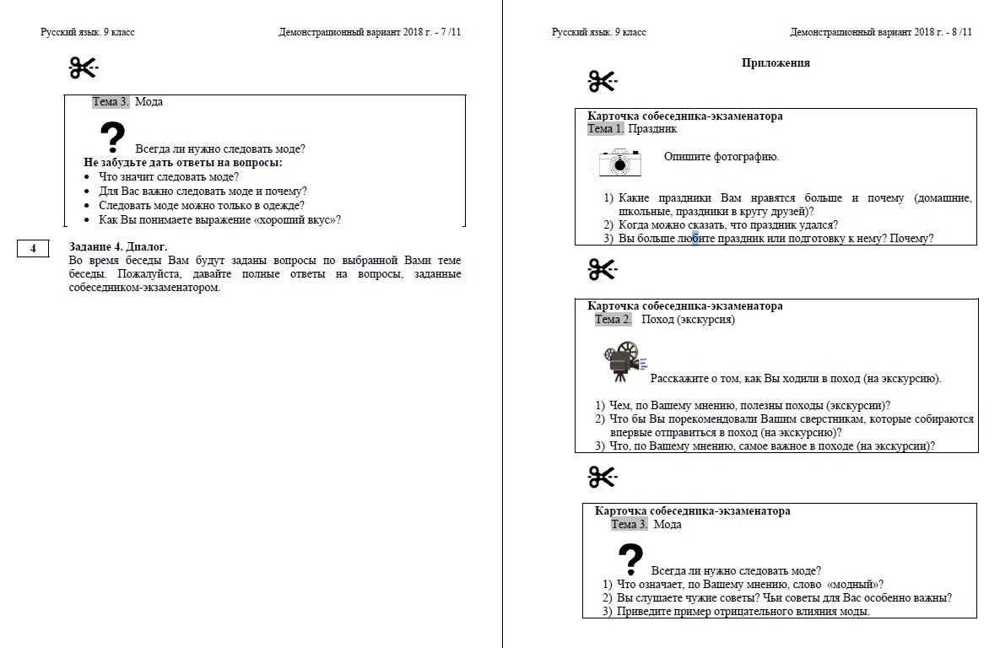 Русский язык. 9 класс Демонстрационный вариант 2018 г. - 7 /11
Тема 3. Мода
? Всегда ли нужно следовать моде?
Не забудьте дать ответы на вопросы:
• Что значит следовать моде?
• Для Вас важно следовать моде и почему?
• Следовать моде можно только в одежде?
• Как Вы понимаете выражение «хороший вкус»?
4 Задание 4. Диалог.
Во время беседы Вам будут заданы вопросы по выбранной Вами теме
беседы. Пожалуйста, давайте полные ответы на вопросы, заданные
собеседником-экзаменатором.
Русский язык. 9 класс Демонстрационный вариант 2018 г. - 8 /11
Приложения
Карточка собеседника-экзаменатора
Тема 1. Праздник
Опишите фотографию.
1) Какие праздники Вам нравятся больше и почему (домашние,
школьные, праздники в кругу друзей)?
2) Когда можно сказать, что праздник удался?
3) Вы больше любите праздник или подготовку к нему? Почему?
Карточка собеседника-экзаменатора
Тема 2. Поход (экскурсия)
Расскажите о том, как Вы ходили в поход (на экскурсию).
1) Чем, по Вашему мнению, полезны походы (экскурсии)?
2) Что бы Вы порекомендовали Вашим сверстникам, которые собираются
впервые отправиться в поход (на экскурсию)?
3) Что, по Вашему мнению, самое важное в походе (на экскурсии)?
Карточка собеседника-экзаменатора
Тема 3. Мода
? Всегда ли нужно следовать моде?
1) Что означает, по Вашему мнению, слово «модный»?
2) Вы слушаете чужие советы? Чьи советы для Вас особенно важны?
3) Приведите пример отрицательного влияния моды.